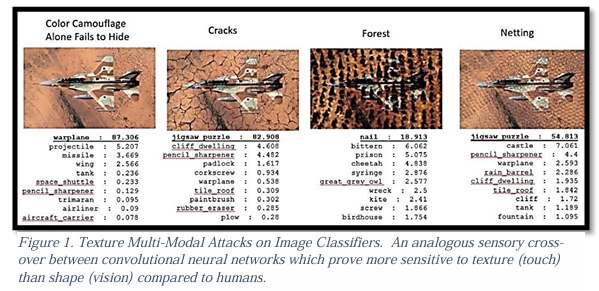 Color Camouflage
Alone Fails to Hide
warplane : 87.306
projectile : 5.207
missile : 3.669
wing : 2.566
tank : 0.236
space_shuttle : 0.233
pencil_sharpener : 0.129
trimaran : 0.095
airliner : 0.09
aircraft_carrier : 0.078
Cracks
jigsaw puzzle : 82.908
cliff_dwelling : 4.608
pencil_sharpener : 4.482
padlock : 1.617
corkscrew : 0.934
warplane : 0.538
tile_roof : 0.309
paintbrush : 0.302
rubber_eraser : 0.285
plow : 0.28
Forest
nail : 18.913
bittern : 6.062
prison : 5.075
cheetah : 4.838
syringe : 2.876
great_grey_owl : 2.577
wreck : 2.5
kite : 2.41
screw : 1.866
birdhouse : 1.754
Netting
jigsaw puzzle : 54.813
castle : 7.061
pencil_sharpener : 4.4
warplane : 2.593
rain_barrel : 2.286
cliff_dwelling : 1.935
tile_roof : 1.842
cliff : 1.72
tank : 1.189
fountain : 1.095
Figure 1. Texture Multi-Modal Attacks on Image Classifiers. An analogous sensory cross-
over between convolutional neural networks which prove more sensitive to texture (touch)
than shape (vision) compared to humans.